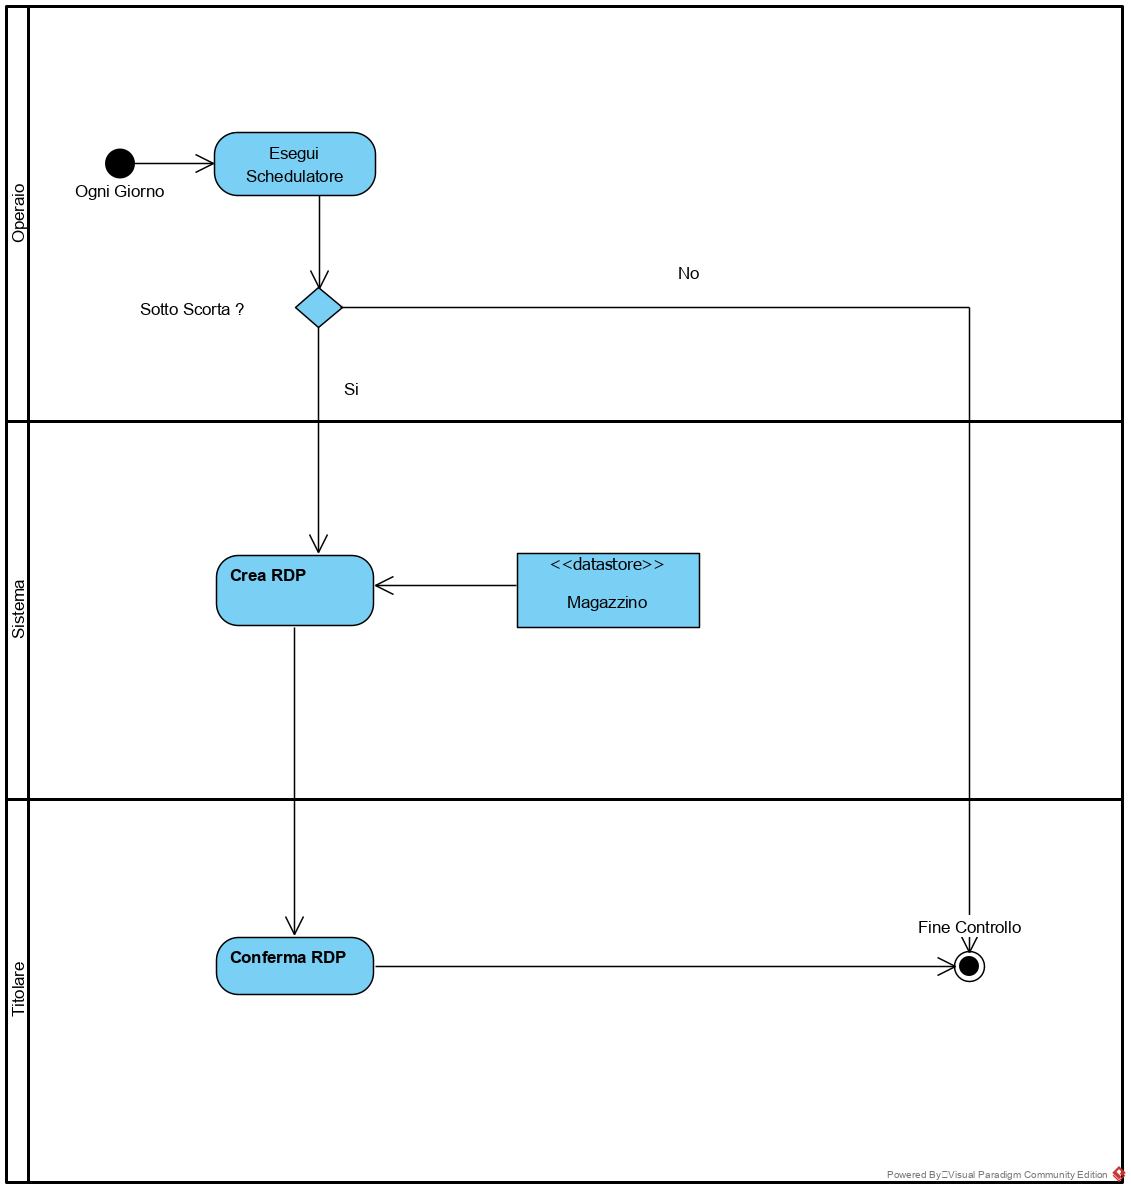 Operaio
Ogni Giorno
Esegui
Schedulatore
Sotto Scorta ?
No
Si
Sistema
Crea RDP
<<datastore>>
Magazzino
Titolare
Conferma RDP
Fine Controllo
Powered By Visual Paradigm Community Edition